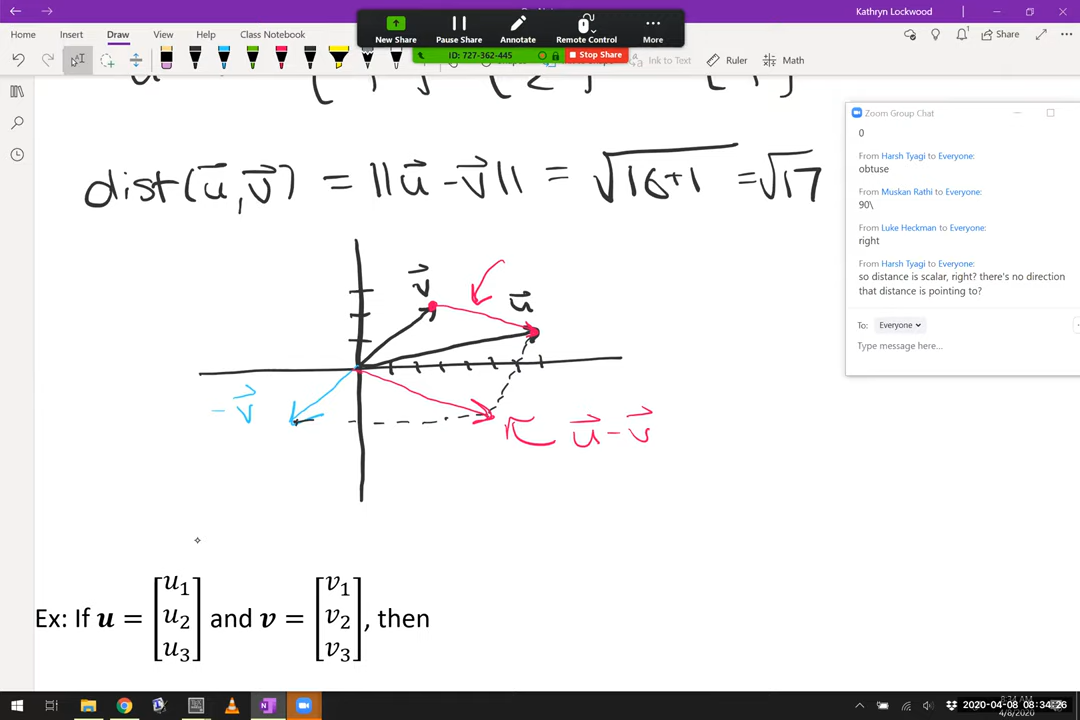 Kathryn Lockwood
New Share Pause Share Annotate Remote Control More
Home Insert Draw View Help Class Notebook
ID: 727-362-445 Stop Share
Share
Ink to Text Ruler Math
dist(u⃗, v⃗) = ||u⃗ - v⃗|| = √16+1 = √17
v⃗
u⃗
-v⃗
u⃗ - v⃗
Ex: If u = [u₁ u₂ u₃] and v = [v₁ v₂ v₃], then
Zoom Group Chat
0
From Harsh Tyagi to Everyone:
obtuse
From Muskan Rathi to Everyone:
90\
From Luke Heckman to Everyone:
right
From Harsh Tyagi to Everyone:
so distance is scalar, right? there's no direction
that distance is pointing to?
To: Everyone
Type message here...
2020-04-08 08:34:26
4/8/2020